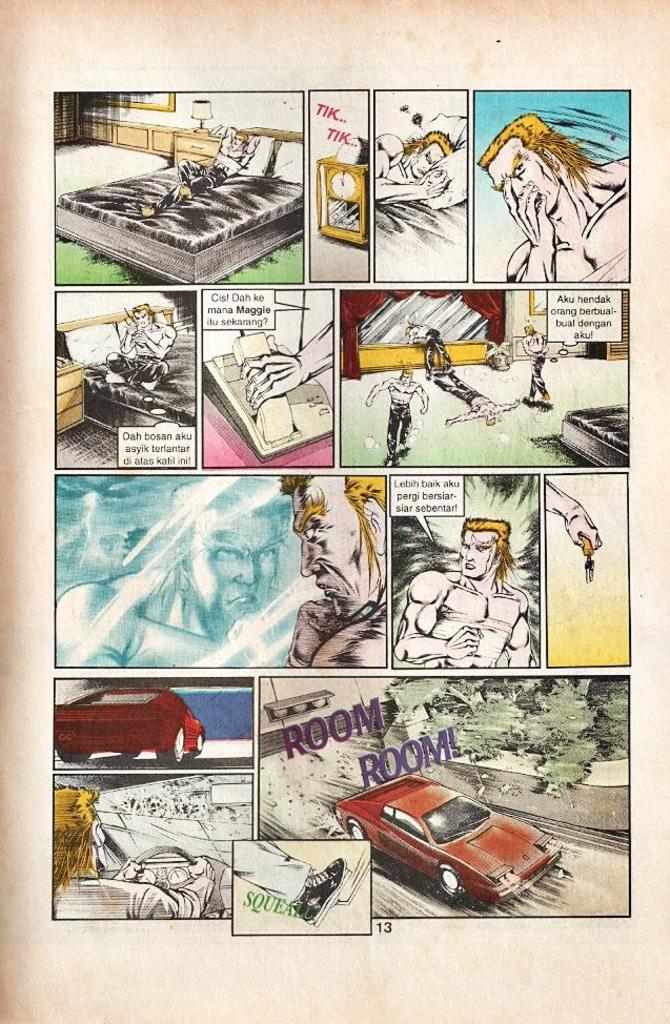 TIK...
TIK...
Dah bosan aku
asyik terlantar
di atas katil ini!
Cis! Dah ke
mana Maggie
itu sekarang?
Aku hendak
orang berbual-
bual dengan
aku!
Lebih baik aku
pergi bersiar-
siar sebentar!
ROOM
ROOM!
13